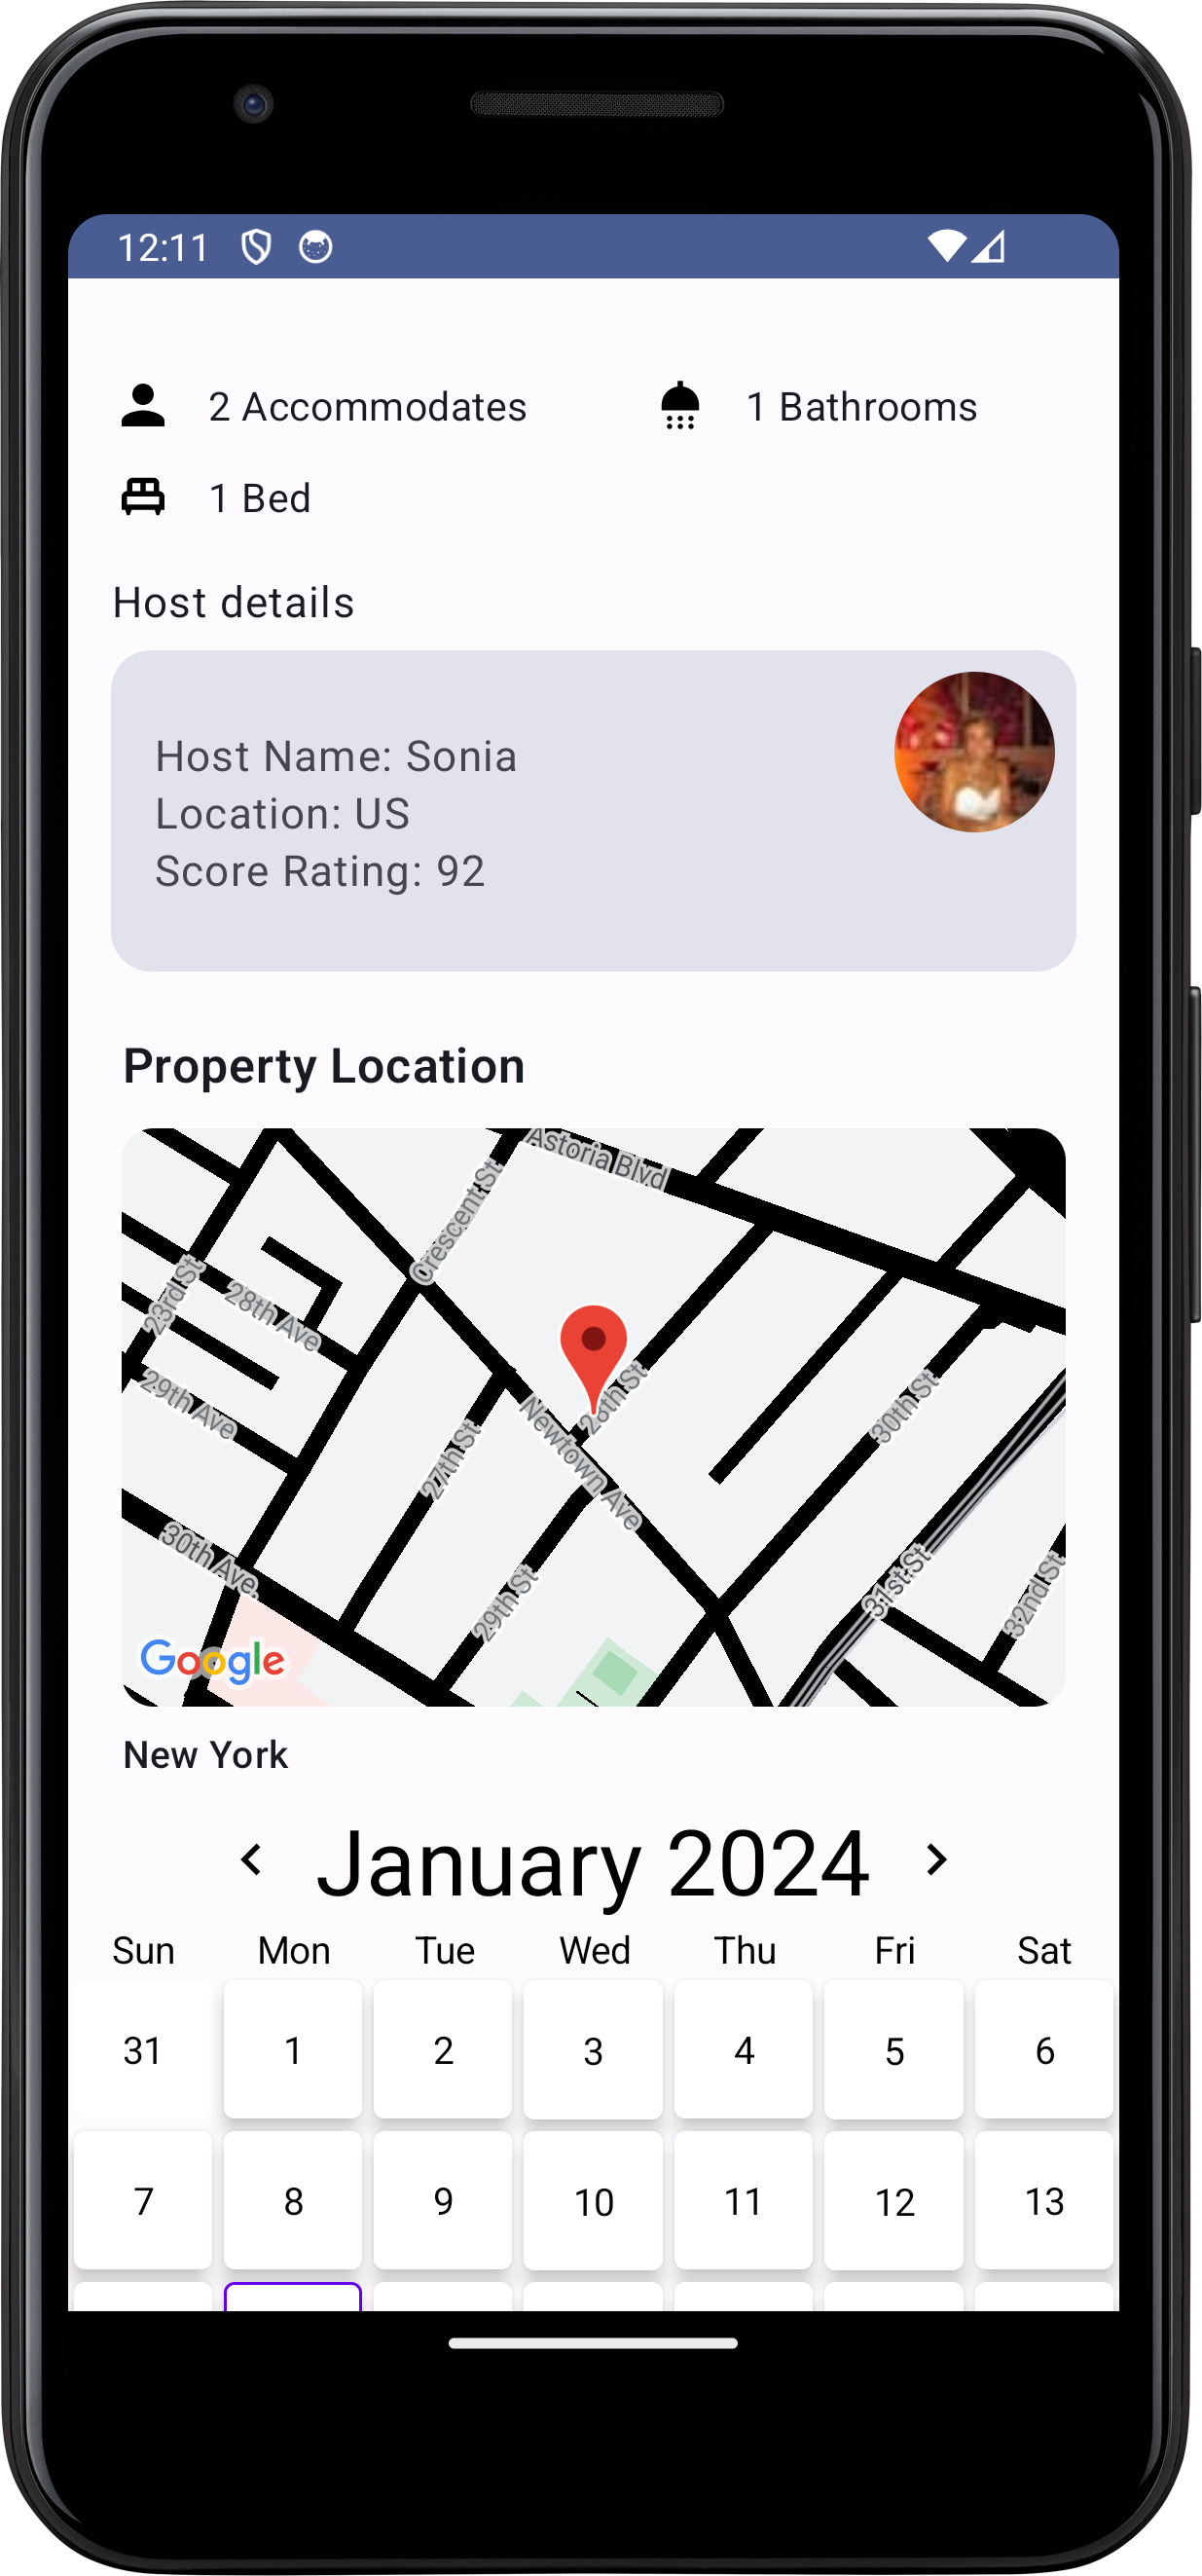 12:11
2 Accommodates
1 Bathrooms
1 Bed
Host details
Host Name: Sonia
Location: US
Score Rating: 92
Property Location
Astoria Blvd
Crescent St
23rd St
28th Ave
29th Ave
28th St
30th St
27th St
Newtown Ave
30th Ave.
29th St
31st St
32nd St
Google
New York
January 2024
Sun Mon Tue Wed Thu Fri Sat
31 1 2 3 4 5 6
7 8 9 10 11 12 13